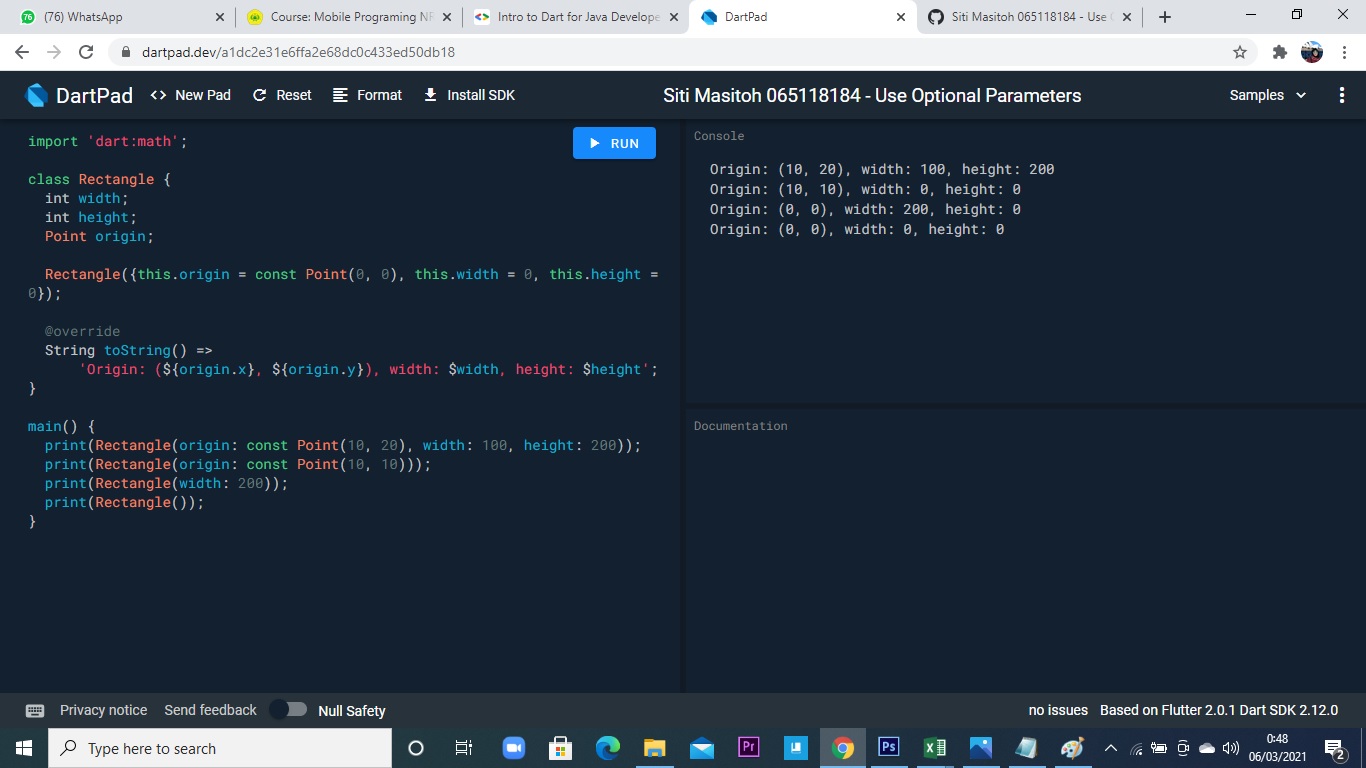 76 (76) WhatsApp
Course: Mobile Programing NR
Intro to Dart for Java Develope
DartPad
Siti Masitoh 065118184 - Use
dartpad.dev/a1dc2e31e6ffa2e68dc0c433ed50db18
DartPad
<> New Pad
Reset
Format
Install SDK
Siti Masitoh 065118184 - Use Optional Parameters
Samples
RUN
import 'dart:math';
class Rectangle {
int width;
int height;
Point origin;
Rectangle({this.origin = const Point(0, 0), this.width = 0, this.height =
0});
@override
String toString() =>
'Origin: (${origin.x}, ${origin.y}), width: $width, height: $height';
}
main() {
print(Rectangle(origin: const Point(10, 20), width: 100, height: 200));
print(Rectangle(origin: const Point(10, 10)));
print(Rectangle(width: 200));
print(Rectangle());
}
Console
Origin: (10, 20), width: 100, height: 200
Origin: (10, 10), width: 0, height: 0
Origin: (0, 0), width: 200, height: 0
Origin: (0, 0), width: 0, height: 0
Documentation
Privacy notice
Send feedback
Null Safety
no issues
Based on Flutter 2.0.1 Dart SDK 2.12.0
Type here to search
Pr
Ps
0:48
06/03/2021
2